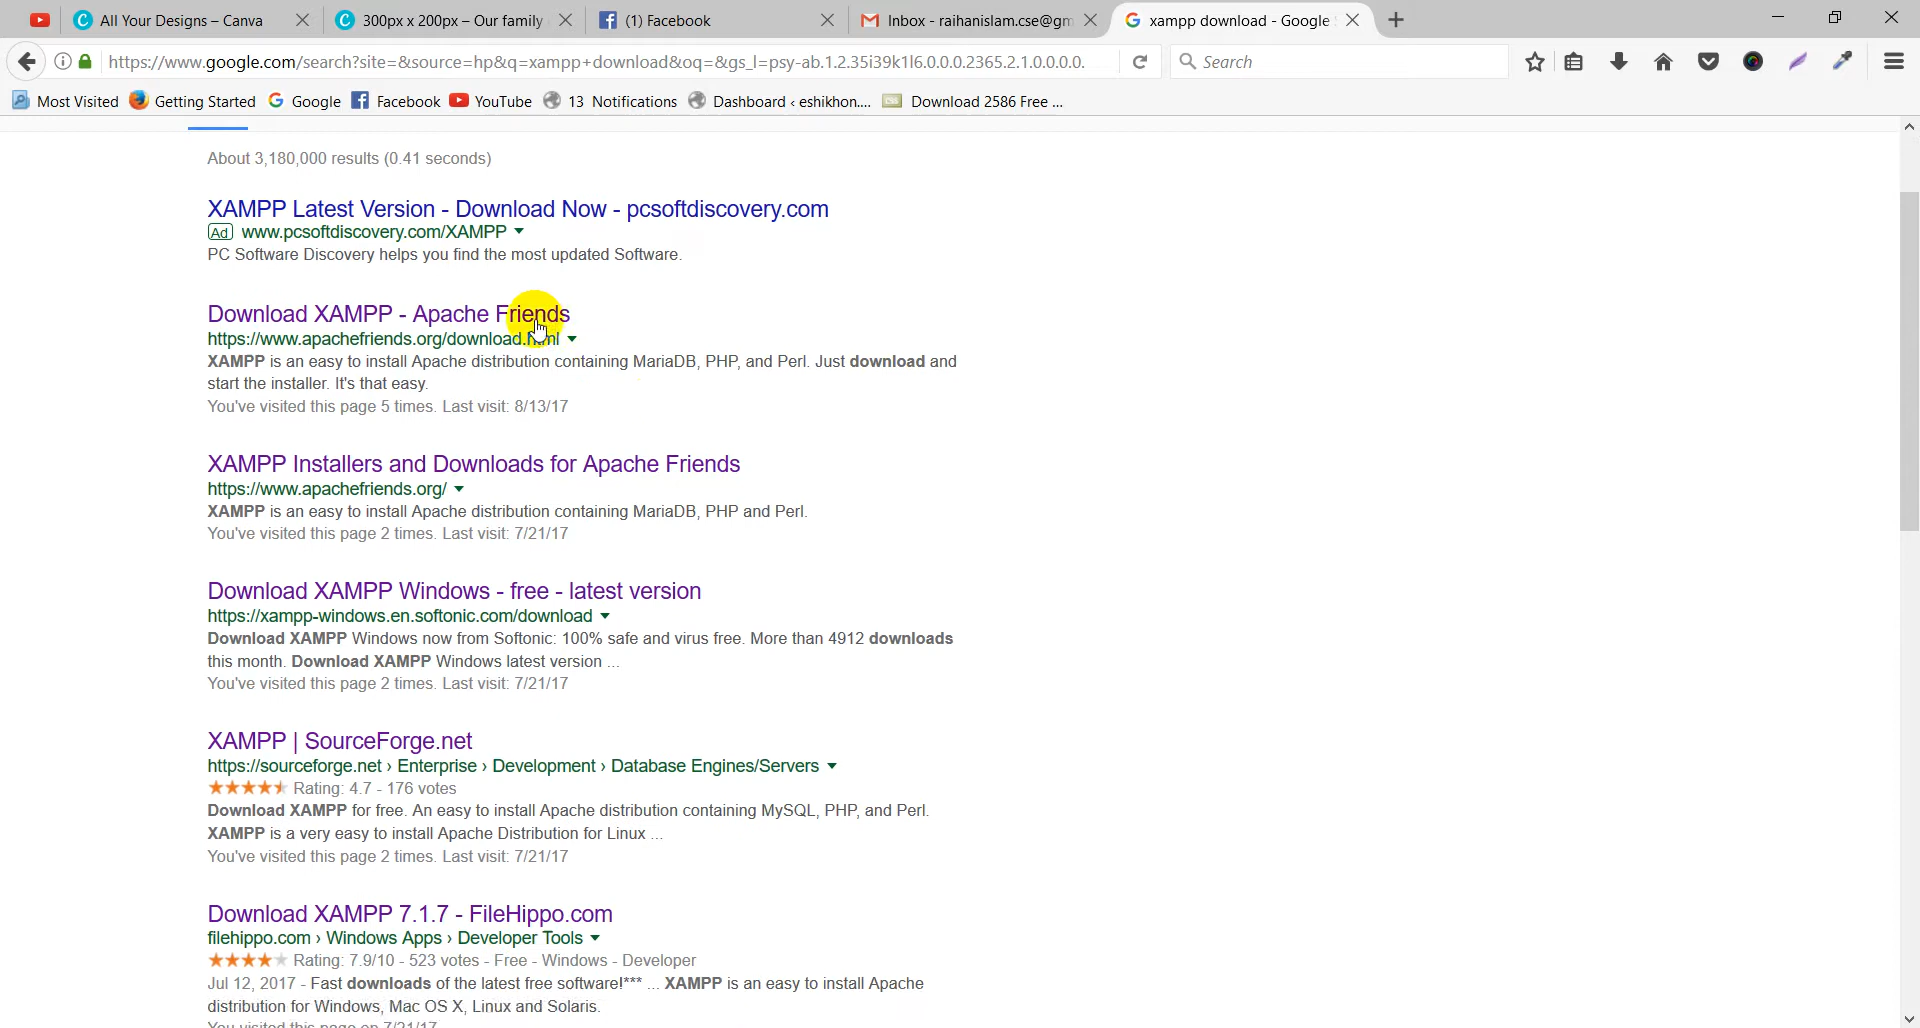 All Your Designs – Canva
300px x 200px – Our family
(1) Facebook
Inbox - raihanislam.cse@gm
xampp download - Google
https://www.google.com/search?site=&source=hp&q=xampp+download&oq=&gs_l=psy-ab.1.2.35i39k1l6.0.0.0.2365.2.1.0.0.0.0.
Search
Most Visited Getting Started Google Facebook YouTube 13 Notifications Dashboard ‹ eshikhon.... Download 2586 Free ...
About 3,180,000 results (0.41 seconds)
XAMPP Latest Version - Download Now - pcsoftdiscovery.com
Ad www.pcsoftdiscovery.com/XAMPP
PC Software Discovery helps you find the most updated Software.
Download XAMPP - Apache Friends
https://www.apachefriends.org/download.html
XAMPP is an easy to install Apache distribution containing MariaDB, PHP, and Perl. Just download and
start the installer. It's that easy.
You've visited this page 5 times. Last visit: 8/13/17
XAMPP Installers and Downloads for Apache Friends
https://www.apachefriends.org/
XAMPP is an easy to install Apache distribution containing MariaDB, PHP and Perl.
You've visited this page 2 times. Last visit: 7/21/17
Download XAMPP Windows - free - latest version
https://xampp-windows.en.softonic.com/download
Download XAMPP Windows now from Softonic: 100% safe and virus free. More than 4912 downloads
this month. Download XAMPP Windows latest version ...
You've visited this page 2 times. Last visit: 7/21/17
XAMPP | SourceForge.net
https://sourceforge.net › Enterprise › Development › Database Engines/Servers
Rating: 4.7 - 176 votes
Download XAMPP for free. An easy to install Apache distribution containing MySQL, PHP, and Perl.
XAMPP is a very easy to install Apache Distribution for Linux ...
You've visited this page 2 times. Last visit: 7/21/17
Download XAMPP 7.1.7 - FileHippo.com
filehippo.com › Windows Apps › Developer Tools
Rating: 7.9/10 - 523 votes - Free - Windows - Developer
Jul 12, 2017 - Fast downloads of the latest free software!*** ... XAMPP is an easy to install Apache
distribution for Windows, Mac OS X, Linux and Solaris.
You visited this page on 7/21/17